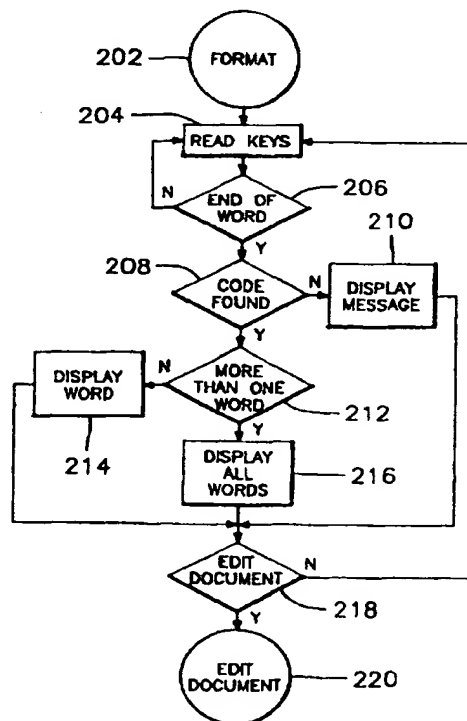 202
FORMAT
204
READ KEYS
N
END OF
WORD
206
Y
208
CODE
FOUND
N
210
DISPLAY
MESSAGE
Y
DISPLAY
WORD
N
MORE
THAN ONE
WORD
212
214
Y
DISPLAY
ALL
WORDS
216
EDIT
DOCUMENT
N
218
Y
EDIT
DOCUMENT
220